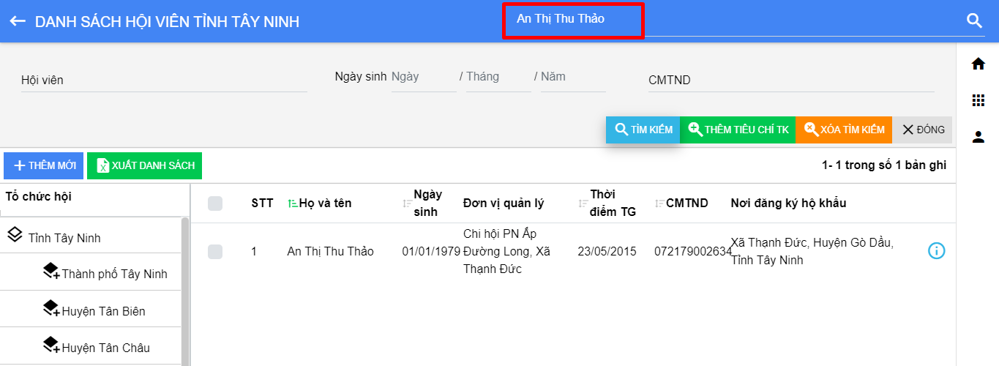 DANH SÁCH HỘI VIÊN TỈNH TÂY NINH
An Thị Thu Thảo
Hội viên
Ngày sinh Ngày / Tháng / Năm
CMTND
TÌM KIẾM
THÊM TIÊU CHÍ TK
XÓA TÌM KIẾM
ĐÓNG
THÊM MỚI
XUẤT DANH SÁCH
1- 1 trong số 1 bản ghi
Tổ chức hội
Tỉnh Tây Ninh
Thành phố Tây Ninh
Huyện Tân Biên
Huyện Tân Châu
STT
Họ và tên
Ngày
sinh
Đơn vị quản lý
Thời
điểm TG
CMTND
Nơi đăng ký hộ khẩu
1
An Thị Thu Thảo
01/01/1979
Chi hội PN Ấp
Đường Long, Xã
Thạnh Đức
23/05/2015
072179002634
Xã Thạnh Đức, Huyện Gò Dầu,
Tỉnh Tây Ninh